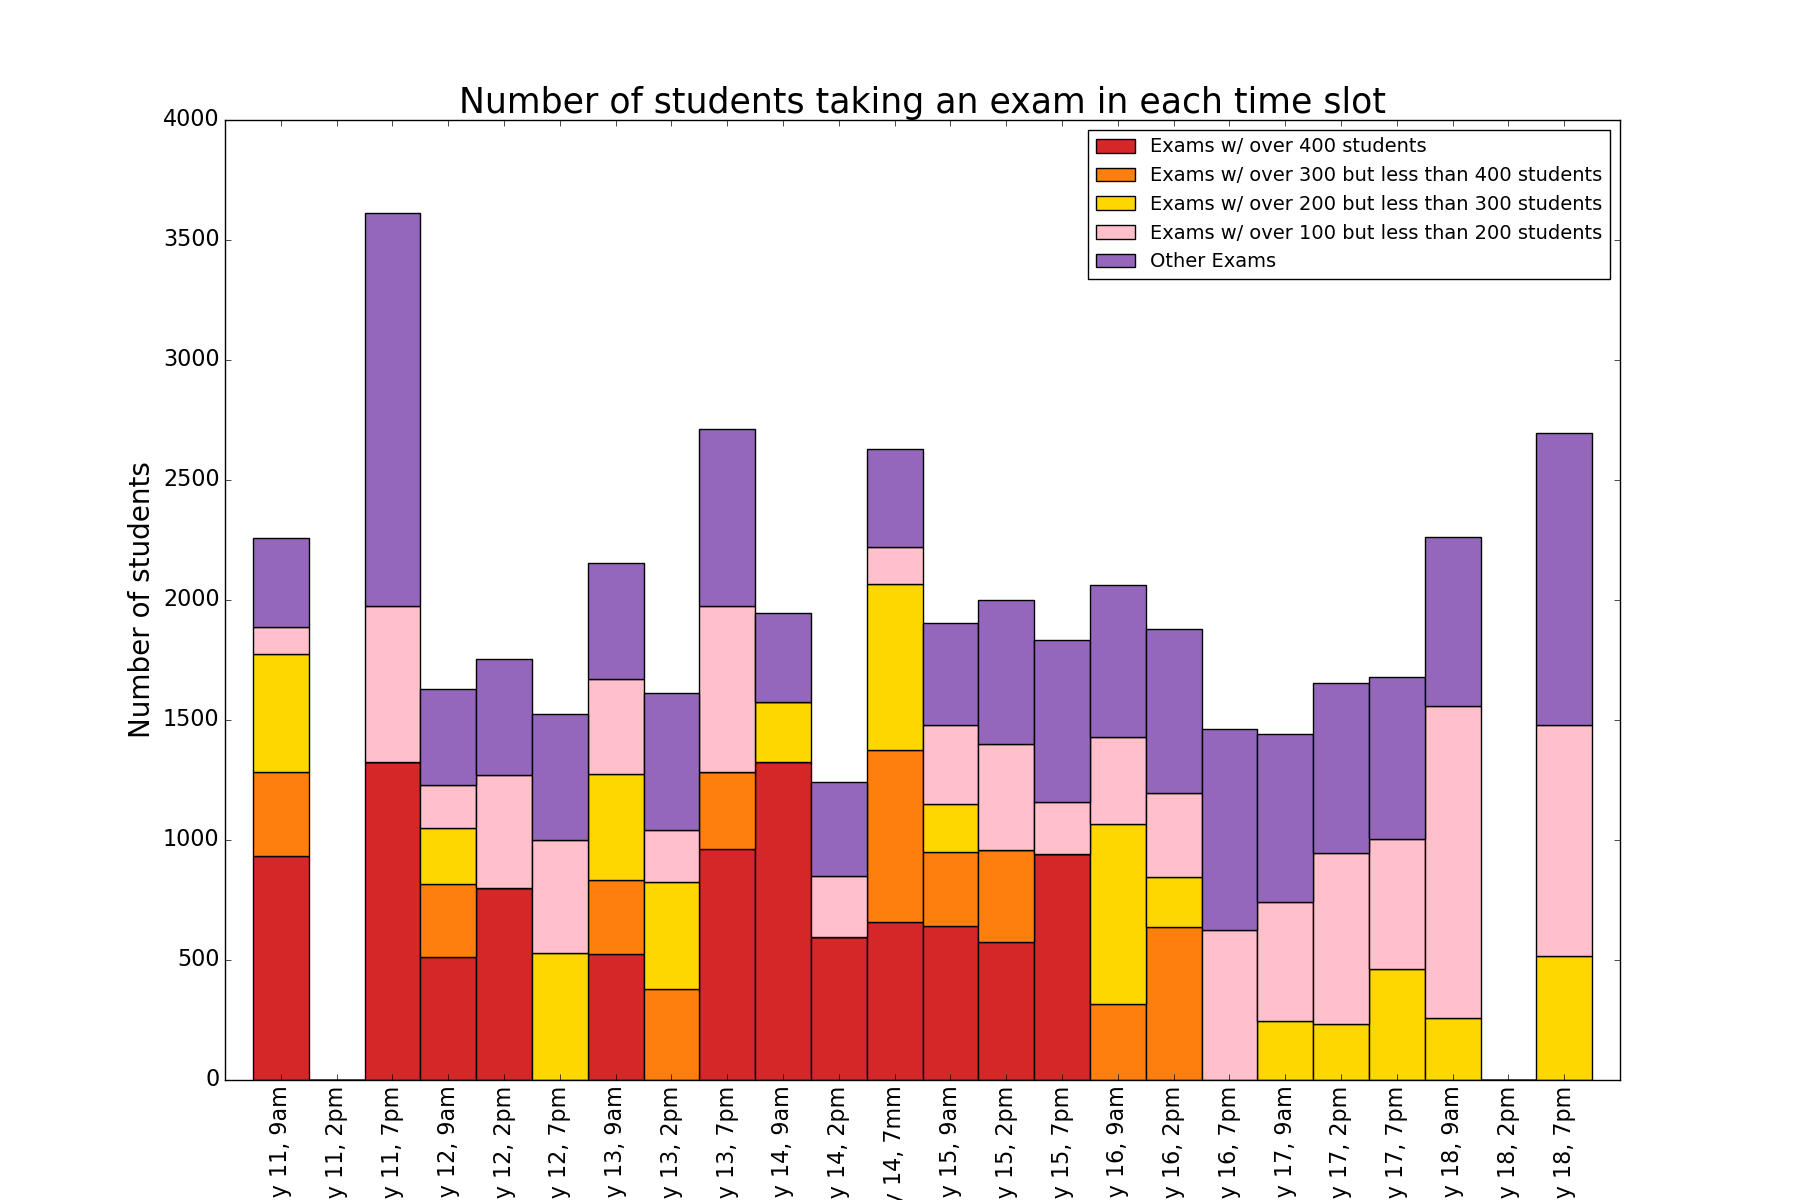 Number of students taking an exam in each time slot
Number of students
4000
3500
3000
2500
2000
1500
1000
500
0
Exams w/ over 400 students
Exams w/ over 300 but less than 400 students
Exams w/ over 200 but less than 300 students
Exams w/ over 100 but less than 200 students
Other Exams
y 11, 9am
y 11, 2pm
y 11, 7pm
y 12, 9am
y 12, 2pm
y 12, 7pm
y 13, 9am
y 13, 2pm
y 13, 7pm
y 14, 9am
y 14, 2pm
y 14, 7mm
y 15, 9am
y 15, 2pm
y 15, 7pm
y 16, 9am
y 16, 2pm
y 16, 7pm
y 17, 9am
y 17, 2pm
y 17, 7pm
y 18, 9am
y 18, 2pm
y 18, 7pm